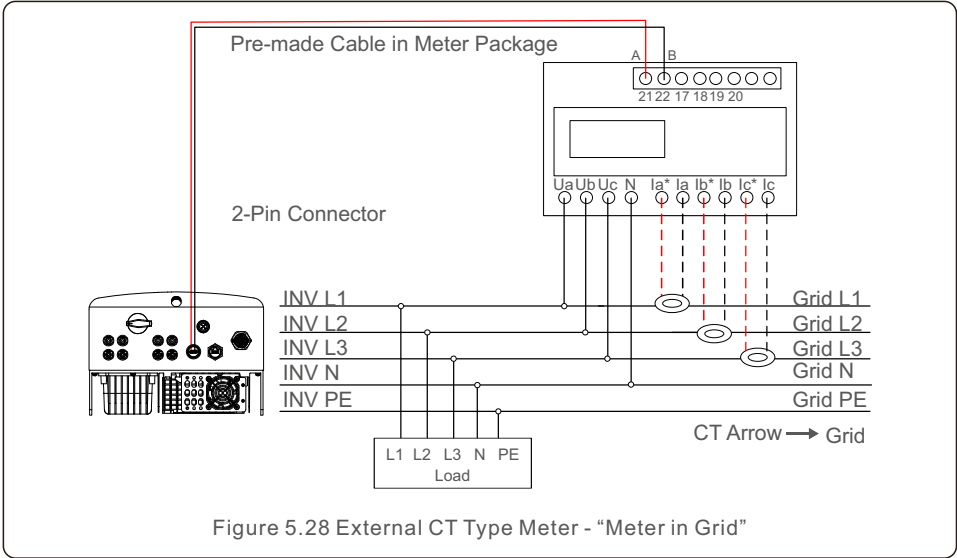 Pre-made Cable in Meter Package
A B
21 22 17 18 19 20
Ua Ub Uc N Ia* Ia Ib* Ib Ic* Ic
2-Pin Connector
INV L1 Grid L1
INV L2 Grid L2
INV L3 Grid L3
INV N Grid N
INV PE Grid PE
CT Arrow → Grid
L1 L2 L3 N PE
Load
Figure 5.28 External CT Type Meter - “Meter in Grid”